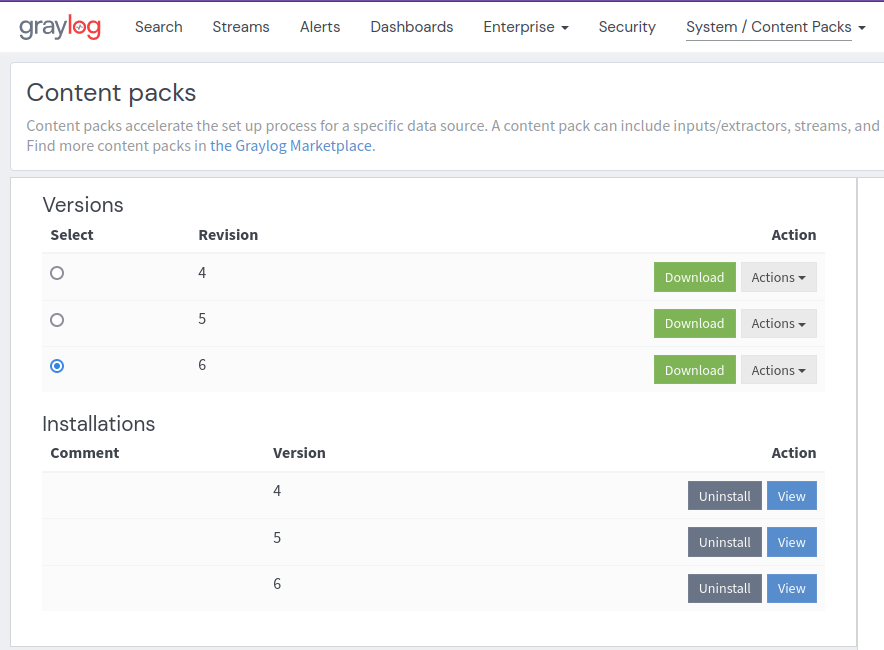 graylog Search Streams Alerts Dashboards Enterprise Security System / Content Packs
Content packs
Content packs accelerate the set up process for a specific data source. A content pack can include inputs/extractors, streams, and
Find more content packs in the Graylog Marketplace.
Versions
Select Revision Action
4 Download Actions
5 Download Actions
6 Download Actions
Installations
Comment Version Action
4 Uninstall View
5 Uninstall View
6 Uninstall View